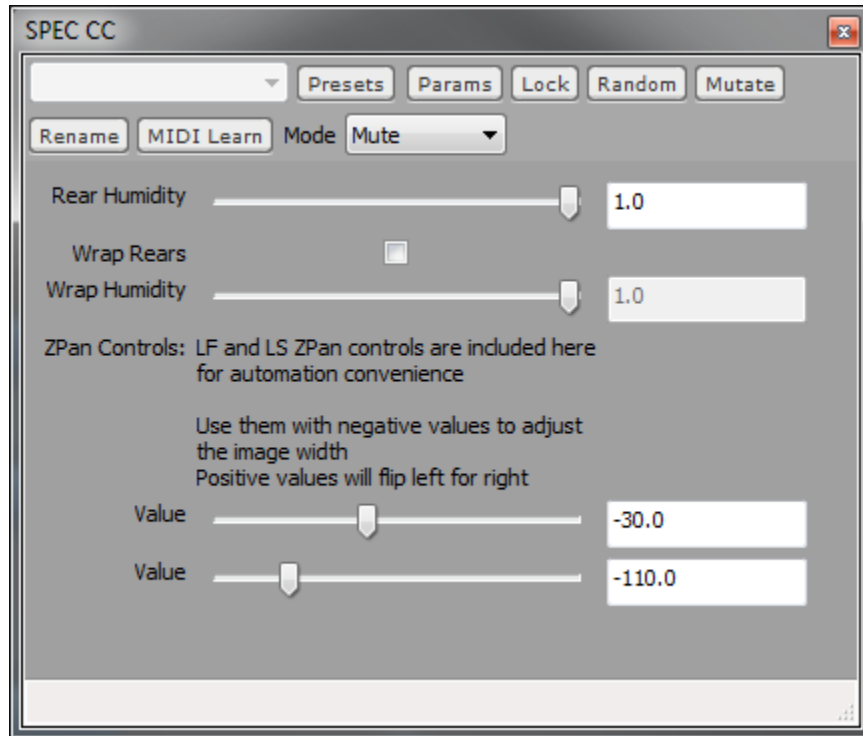 SPEC CC
Presets Params Lock Random Mutate
Rename MIDI Learn Mode Mute
Rear Humidity 1.0
Wrap Rears
Wrap Humidity 1.0
ZPan Controls: LF and LS ZPan controls are included here
for automation convenience
Use them with negative values to adjust
the image width
Positive values will flip left for right
Value -30.0
Value -110.0